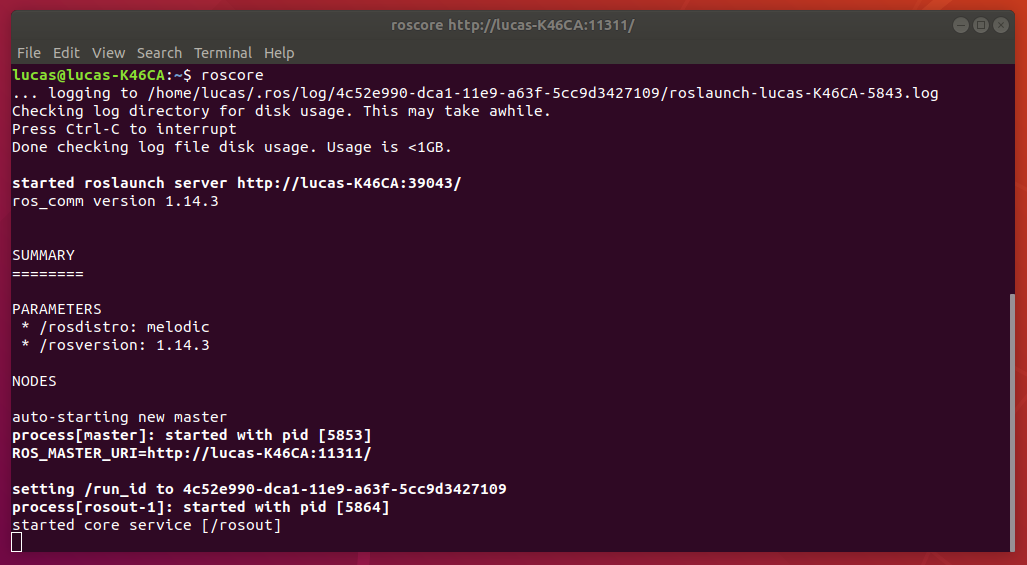 roscore http://lucas-K46CA:11311/
File Edit View Search Terminal Help
lucas@lucas-K46CA:~$ roscore
... logging to /home/lucas/.ros/log/4c52e990-dca1-11e9-a63f-5cc9d3427109/roslaunch-lucas-K46CA-5843.log
Checking log directory for disk usage. This may take awhile.
Press Ctrl-C to interrupt
Done checking log file disk usage. Usage is <1GB.
started roslaunch server http://lucas-K46CA:39043/
ros_comm version 1.14.3
SUMMARY
========
PARAMETERS
* /rosdistro: melodic
* /rosversion: 1.14.3
NODES
auto-starting new master
process[master]: started with pid [5853]
ROS_MASTER_URI=http://lucas-K46CA:11311/
setting /run_id to 4c52e990-dca1-11e9-a63f-5cc9d3427109
process[rosout-1]: started with pid [5864]
started core service [/rosout]